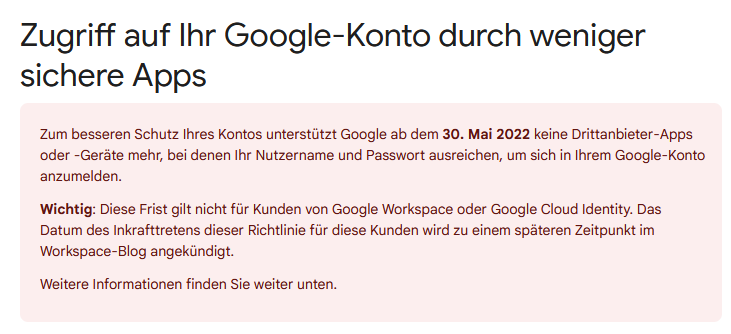 Zugriff auf Ihr Google-Konto durch weniger
sichere Apps
Zum besseren Schutz Ihres Kontos unterstützt Google ab dem 30. Mai 2022 keine Drittanbieter-Apps
oder -Geräte mehr, bei denen Ihr Nutzername und Passwort ausreichen, um sich in Ihrem Google-Konto
anzumelden.
Wichtig: Diese Frist gilt nicht für Kunden von Google Workspace oder Google Cloud Identity. Das
Datum des Inkrafttretens dieser Richtlinie für diese Kunden wird zu einem späteren Zeitpunkt im
Workspace-Blog angekündigt.
Weitere Informationen finden Sie weiter unten.